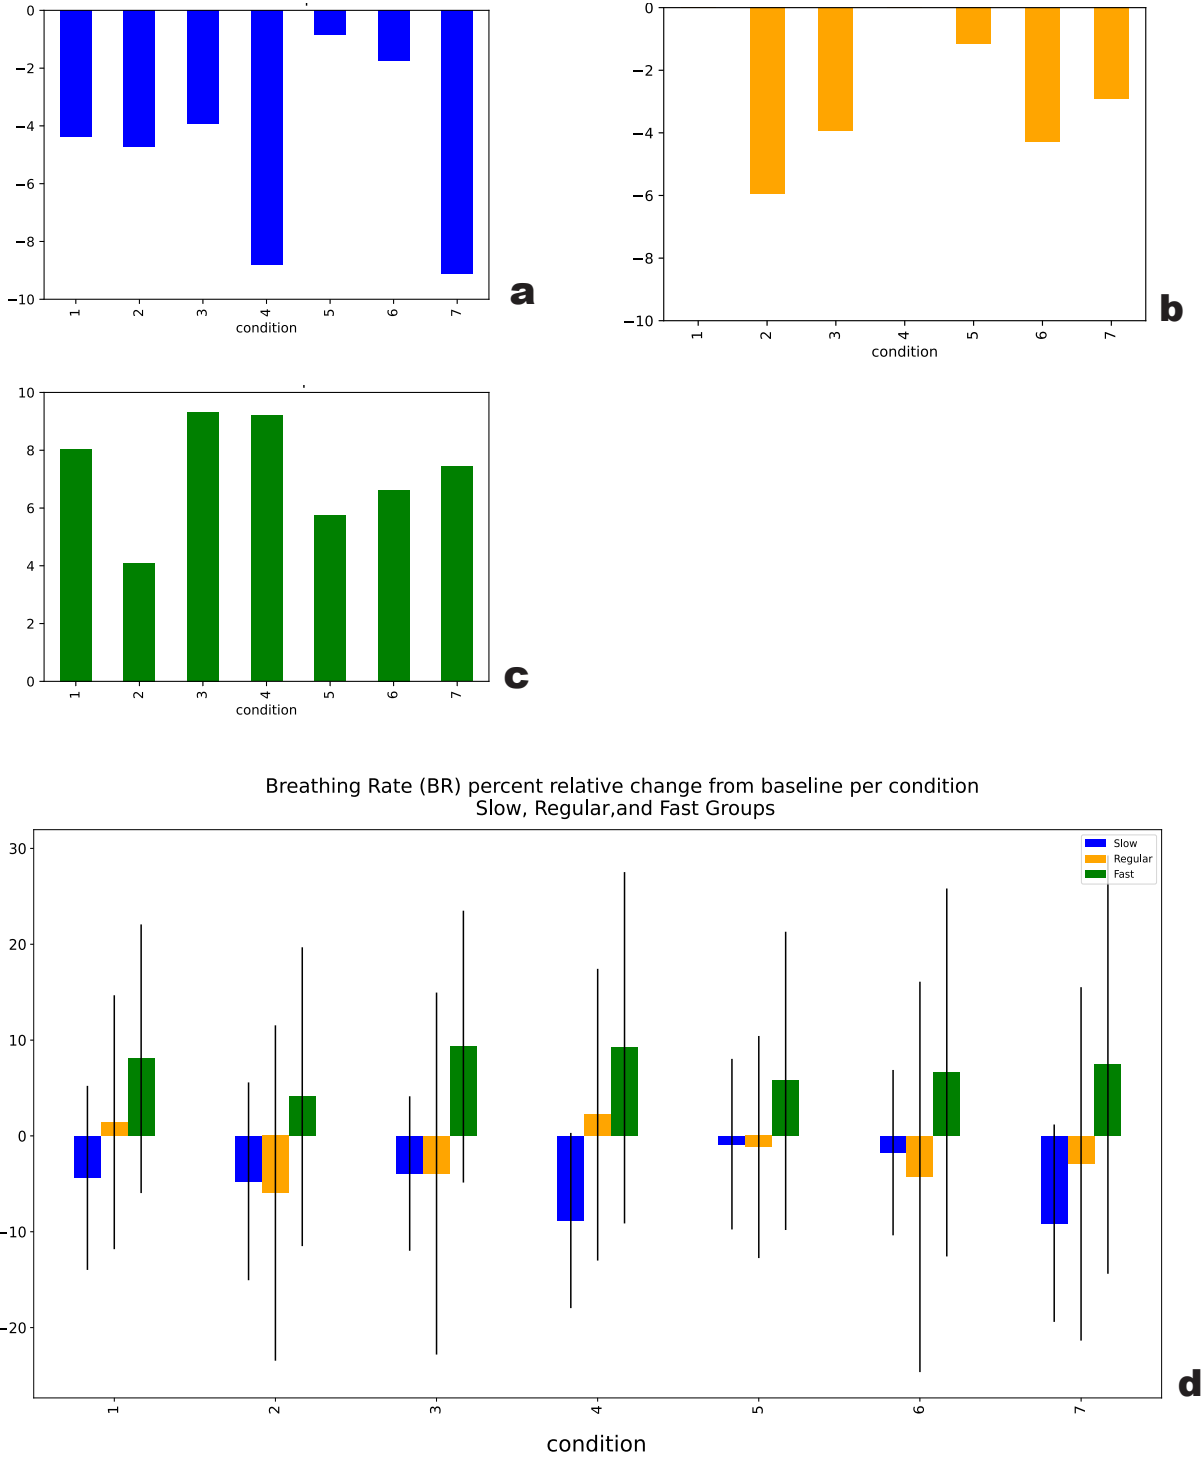 0
−2
−4
−6
−8
−10
1 2 3 4 5 6 7
condition
a
0
−2
−4
−6
−8
−10
1 2 3 4 5 6 7
condition
b
10
8
6
4
2
0
1 2 3 4 5 6 7
condition
c
Breathing Rate (BR) percent relative change from baseline per condition
Slow, Regular,and Fast Groups
Slow
Regular
Fast
30
20
10
0
−10
−20
1 2 3 4 5 6 7
condition
d